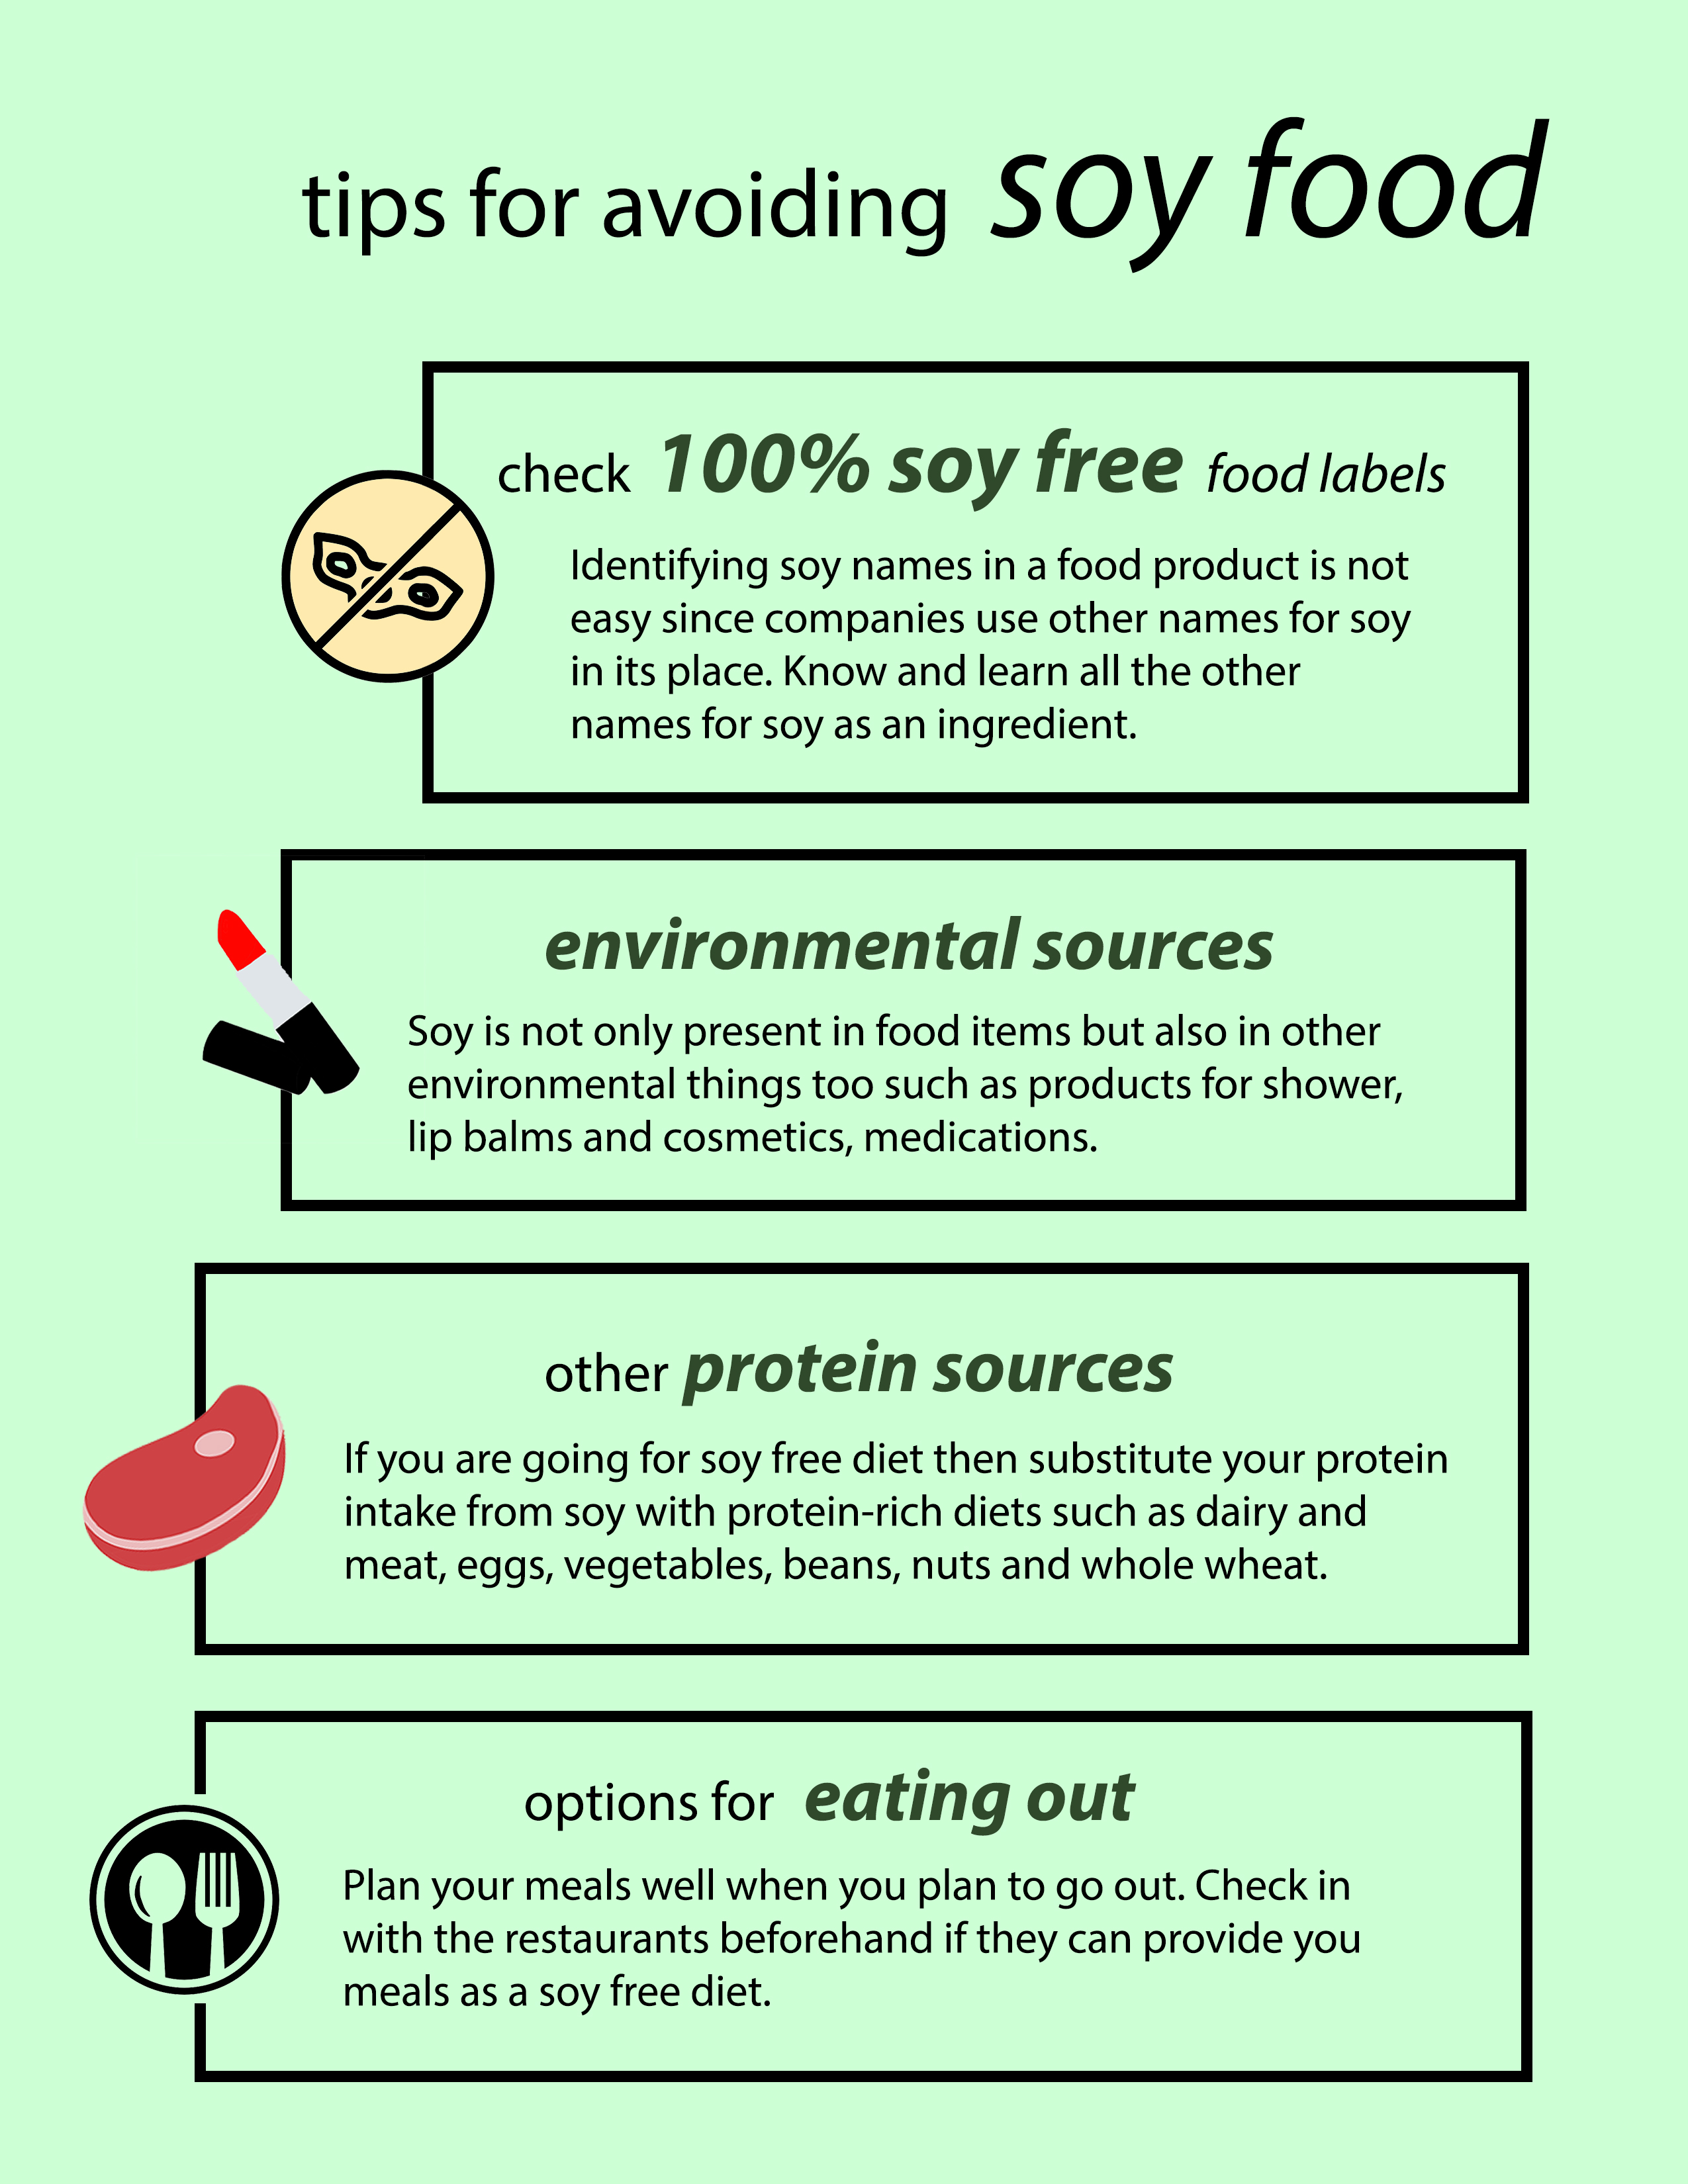 tips for avoiding soy food
check 100% soy free food labels
Identifying soy names in a food product is not
easy since companies use other names for soy
in its place. Know and learn all the other
names for soy as an ingredient.
environmental sources
Soy is not only present in food items but also in other
environmental things too such as products for shower,
lip balms and cosmetics, medications.
other protein sources
If you are going for soy free diet then substitute your protein
intake from soy with protein-rich diets such as dairy and
meat, eggs, vegetables, beans, nuts and whole wheat.
options for eating out
Plan your meals well when you plan to go out. Check in
with the restaurants beforehand if they can provide you
meals as a soy free diet.